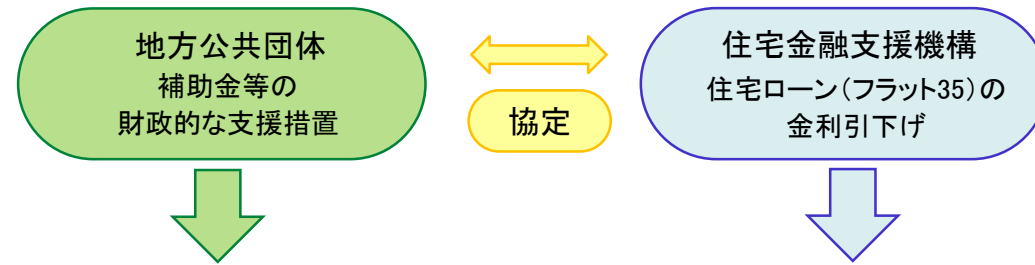 地方公共団体
補助金等の
財政的な支援措置
協定
住宅金融支援機構
住宅ローン(フラット35)の
金利引下げ